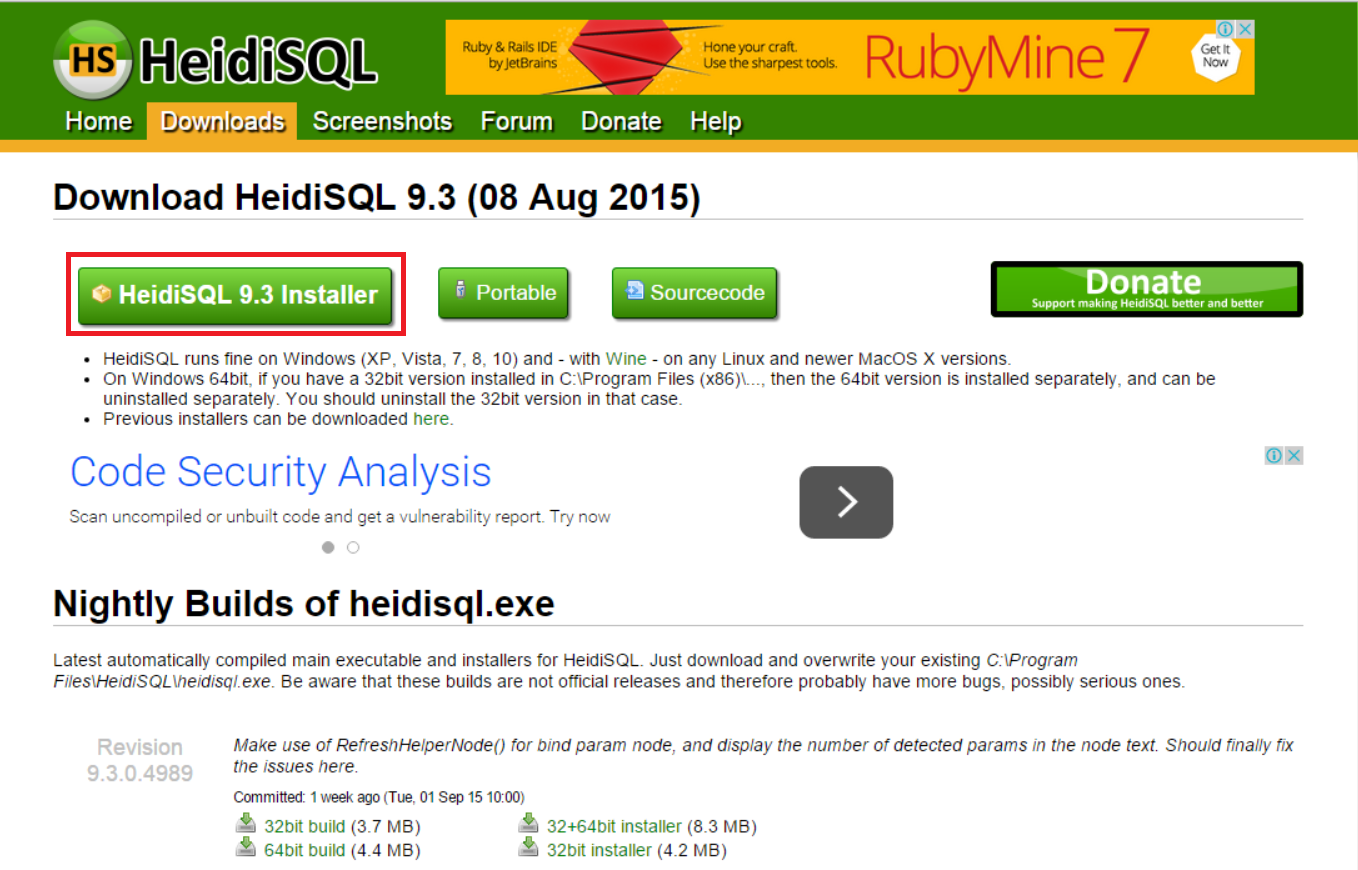 HS HeidiSQL
Ruby & Rails IDE
by JetBrains
Hone your craft.
Use the sharpest tools.
RubyMine 7
Get It
Now
Home Downloads Screenshots Forum Donate Help
Download HeidiSQL 9.3 (08 Aug 2015)
HeidiSQL 9.3 Installer
Portable
Sourcecode
Donate
Support making HeidiSQL better and better
• HeidiSQL runs fine on Windows (XP, Vista, 7, 8, 10) and - with Wine - on any Linux and newer MacOS X versions.
• On Windows 64bit, if you have a 32bit version installed in C:\Program Files (x86)\..., then the 64bit version is installed separately, and can be
uninstalled separately. You should uninstall the 32bit version in that case.
• Previous installers can be downloaded here.
Code Security Analysis
Scan uncompiled or unbuilt code and get a vulnerability report. Try now
Nightly Builds of heidisql.exe
Latest automatically compiled main executable and installers for HeidiSQL. Just download and overwrite your existing C:\Program
Files\HeidiSQL\heidisql.exe. Be aware that these builds are not official releases and therefore probably have more bugs, possibly serious ones.
Revision
9.3.0.4989
Make use of RefreshHelperNode() for bind param node, and display the number of detected params in the node text. Should finally fix
the issues here.
Committed: 1 week ago (Tue, 01 Sep 15 10:00)
32bit build (3.7 MB) 32+64bit installer (8.3 MB)
64bit build (4.4 MB) 32bit installer (4.2 MB)